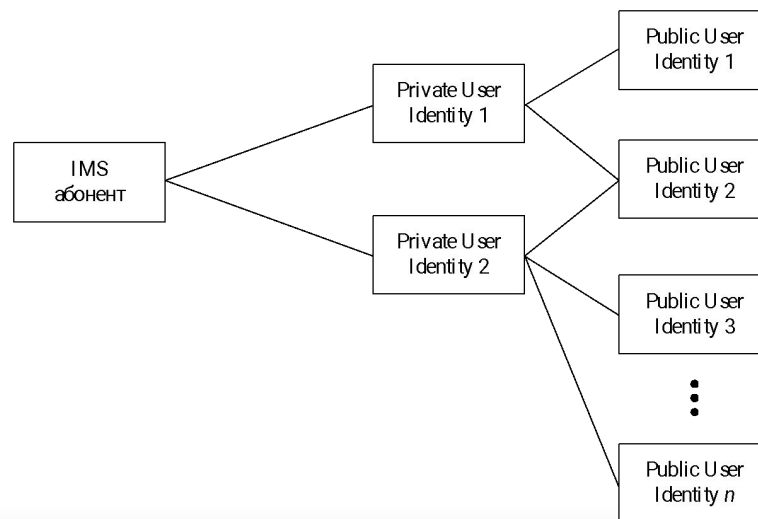 Public User
Identity 1
Private User
Identity 1
IMS
абонент
Public User
Identity 2
Private User
Identity 2
Public User
Identity 3
Public User
Identity n